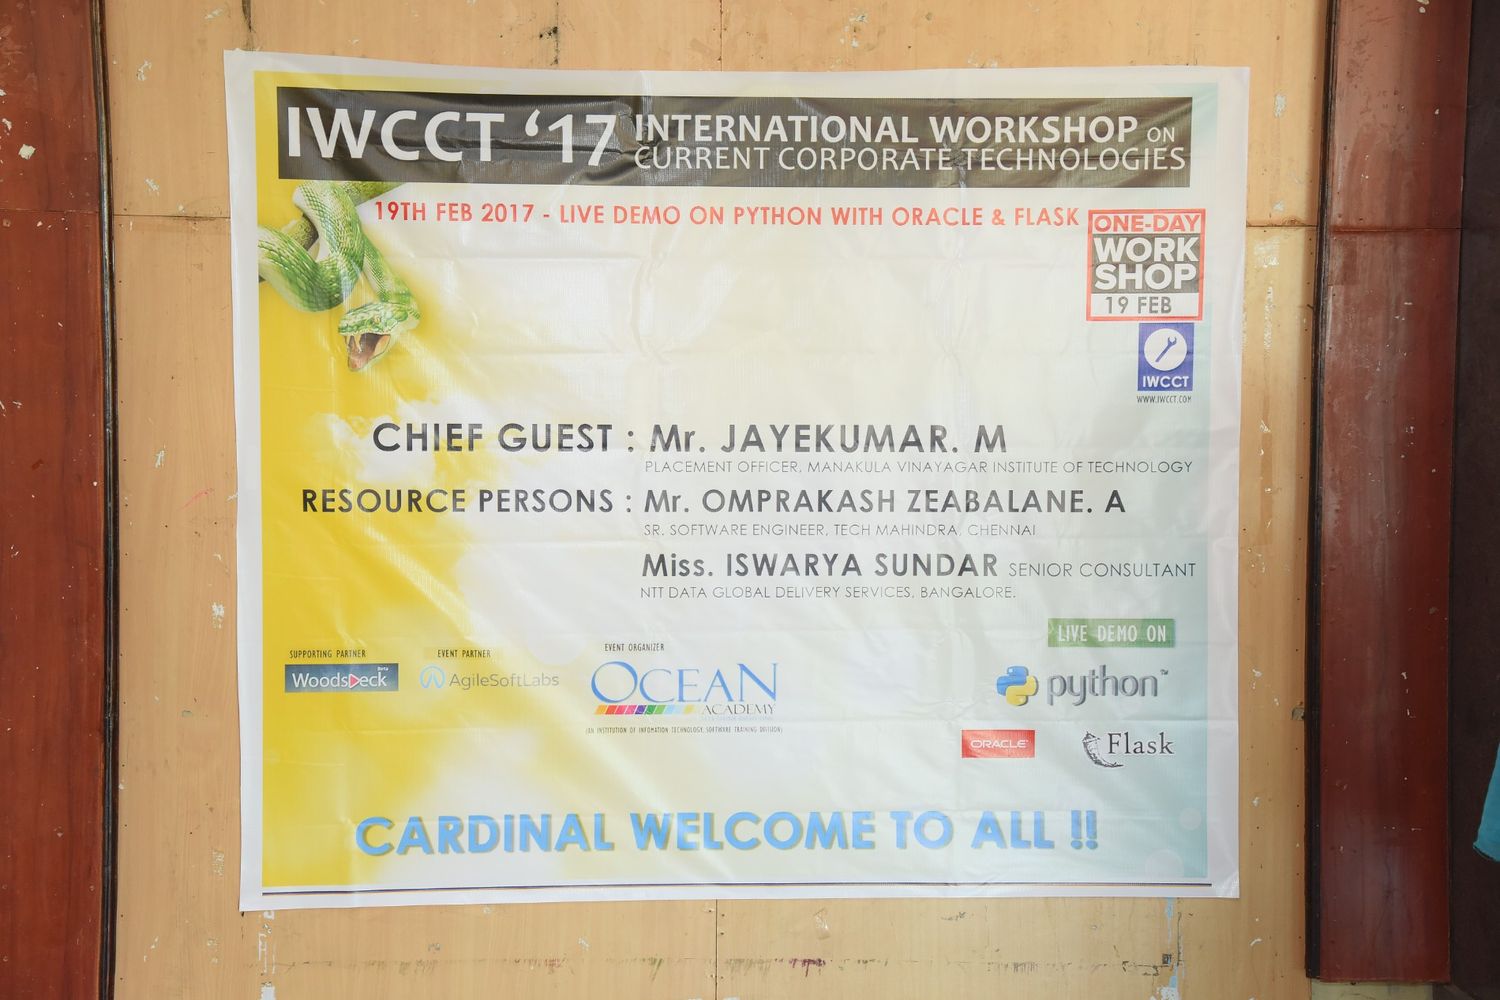 IWCCT ‘17 INTERNATIONAL WORKSHOP ON
CURRENT CORPORATE TECHNOLOGIES
19TH FEB 2017 - LIVE DEMO ON PYTHON WITH ORACLE & FLASK
ONE-DAY
WORK
SHOP
19 FEB
IWCCT
WWW.IWCCT.COM
CHIEF GUEST : Mr. JAYEKUMAR. M
PLACEMENT OFFICER, MANAKULA VINAYAGAR INSTITUTE OF TECHNOLOGY
RESOURCE PERSONS : Mr. OMPRAKASH ZEABALANE. A
SR. SOFTWARE ENGINEER, TECH MAHINDRA, CHENNAI
Miss. ISWARYA SUNDAR SENIOR CONSULTANT
NTT DATA GLOBAL DELIVERY SERVICES, BANGALORE.
LIVE DEMO ON
python™
ORACLE
Flask
SUPPORTING PARTNER
WoodsDeck Beta
EVENT PARTNER
AgileSoftLabs
EVENT ORGANIZER
OCEAN
ACADEMY
(AN INSTITUTION OF INFOMATION TECHNOLOGY, SOFTWARE TRAINING DIVISION)
CARDINAL WELCOME TO ALL !!